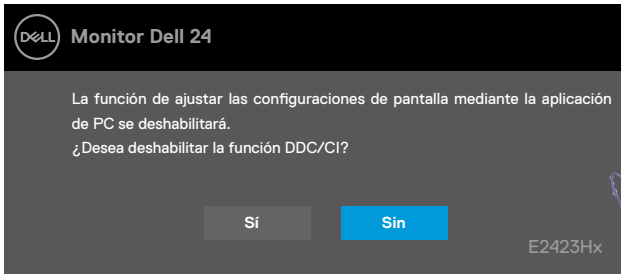 DELL Monitor Dell 24
La función de ajustar las configuraciones de pantalla mediante la aplicación
de PC se deshabilitará.
¿Desea deshabilitar la función DDC/CI?
Sí Sin
E2423Hx